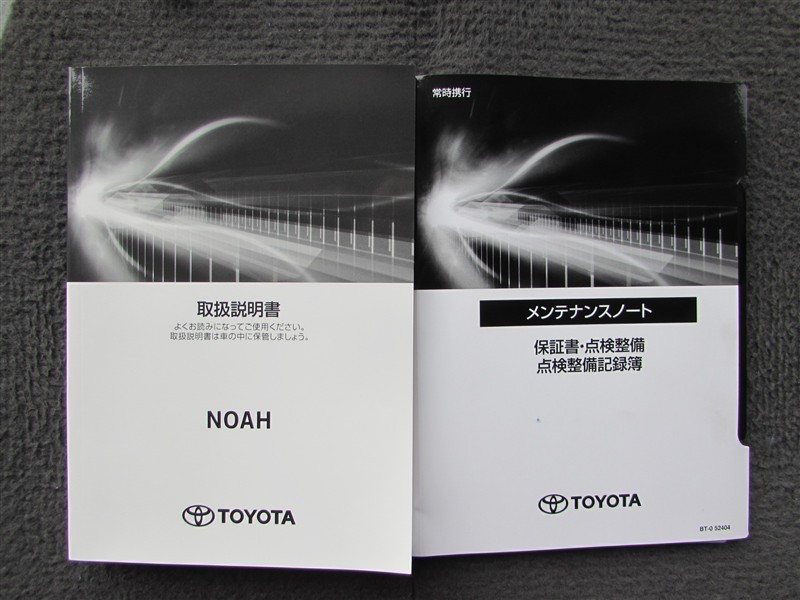 取扱説明書
よくお読みになってご使用ください。
取扱説明書は車の中に保管しましょう。
NOAH
TOYOTA
常時携行
メンテナンスノート
保証書・点検整備
点検整備記録簿
TOYOTA
BT-0 52404